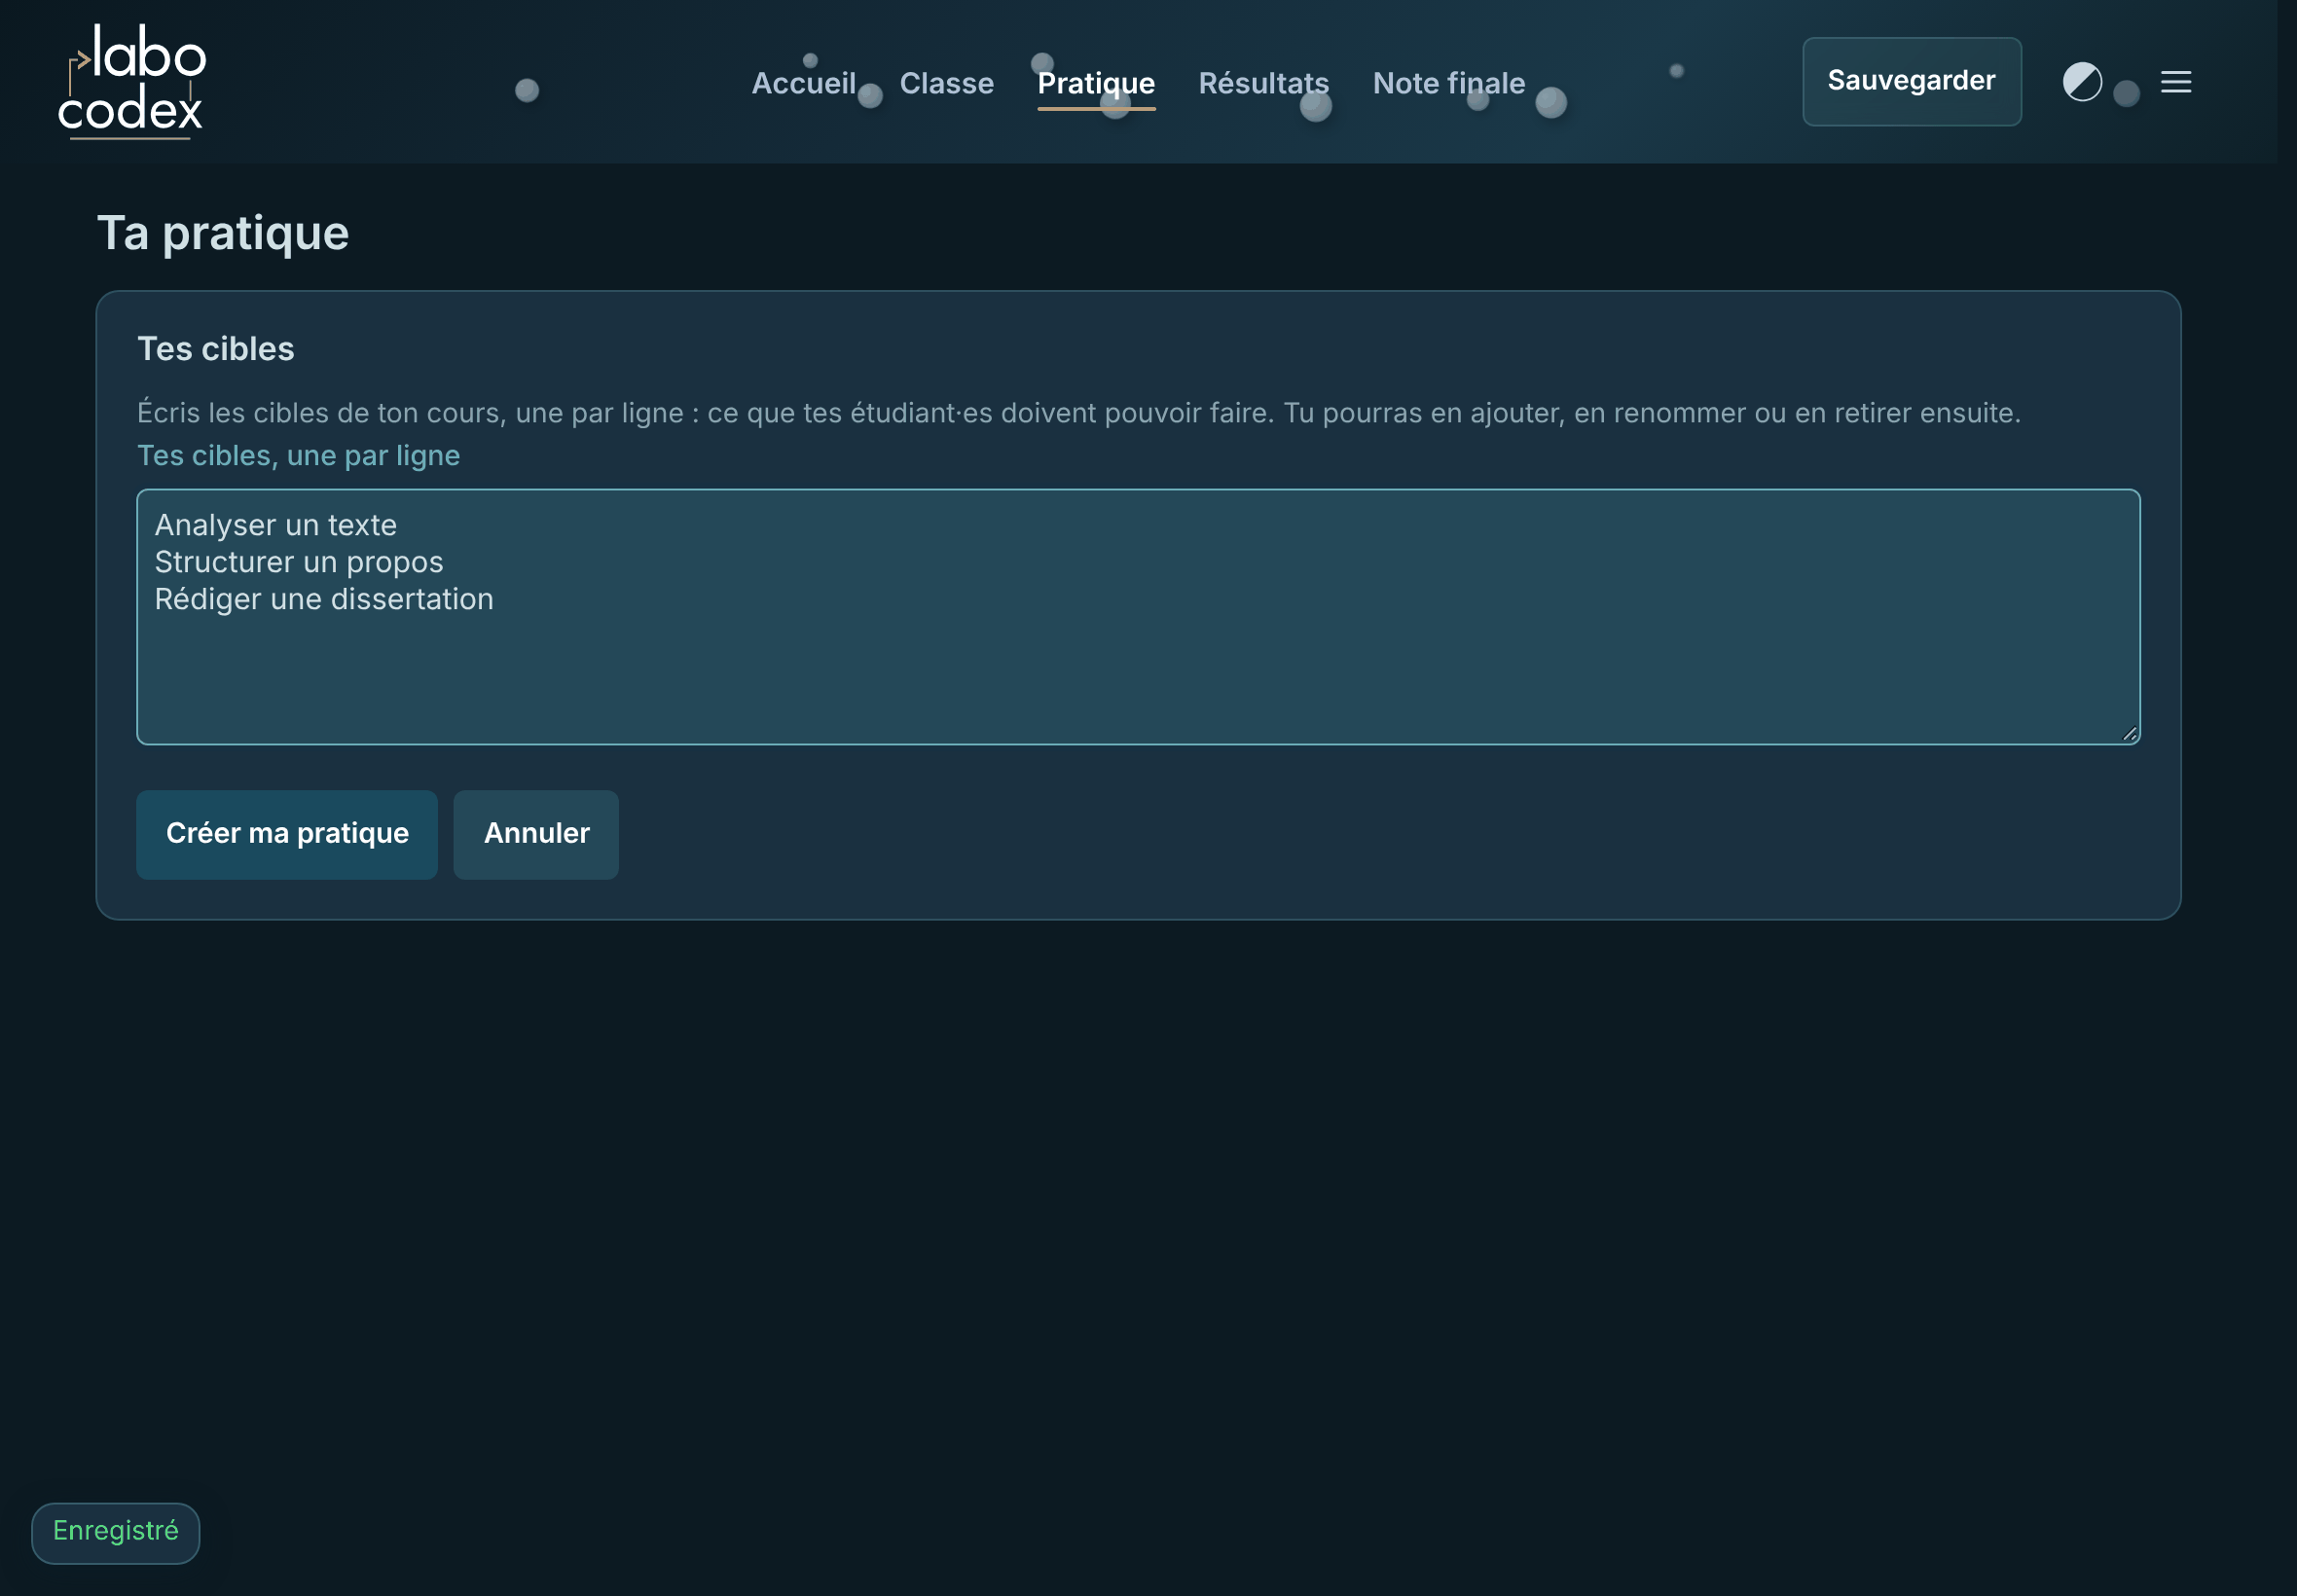 labo
codex
Accueil
Classe
Pratique
Résultats
Note finale
Sauvegarder
Ta pratique
Tes cibles
Écris les cibles de ton cours, une par ligne : ce que tes étudiant·es doivent pouvoir faire. Tu pourras en ajouter, en renommer ou en retirer ensuite.
Tes cibles, une par ligne
Analyser un texte
Structurer un propos
Rédiger une dissertation
Créer ma pratique
Annuler
Enregistré